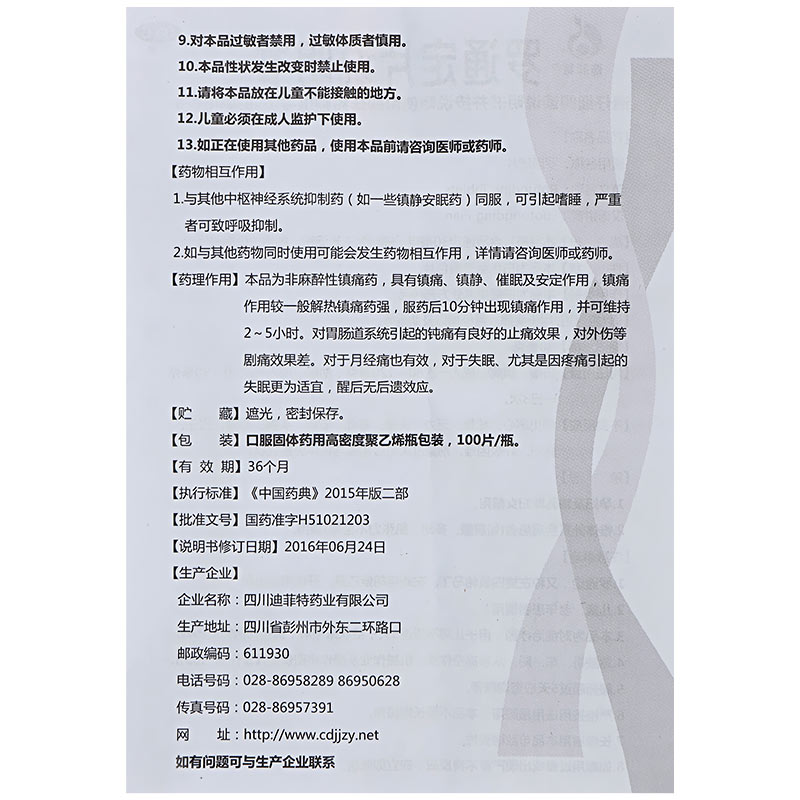 9.对本品过敏者禁用，过敏体质者慎用。
10.本品性状发生改变时禁止使用。
11.请将本品放在儿童不能接触的地方。
12.儿童必须在成人监护下使用。
13.如正在使用其他药品，使用本品前请咨询医师或药师。
【药物相互作用】
1.与其他中枢神经系统抑制药（如一些镇静安眠药）同服，可引起嗜睡，严重
者可致呼吸抑制。
2.如与其他药物同时使用可能会发生药物相互作用，详情请咨询医师或药师。
【药理作用】本品为非麻醉性镇痛药，具有镇痛、镇静、催眠及安定作用，镇痛
作用较一般解热镇痛药强，服药后10分钟出现镇痛作用，并可维持
2～5小时。对胃肠道系统引起的钝痛有良好的止痛效果，对外伤等
剧痛效果差。对于月经痛也有效，对于失眠、尤其是因疼痛引起的
失眠更为适宜，醒后无后遗效应。
【贮 藏】遮光，密封保存。
【包 装】口服固体药用高密度聚乙烯瓶包装，100片/瓶。
【有 效 期】36个月
【执行标准】《中国药典》2015年版二部
【批准文号】国药准字H51021203
【说明书修订日期】2016年06月24日
【生产企业】
企业名称：四川迪菲特药业有限公司
生产地址：四川省彭州市外东二环路口
邮政编码：611930
电话号码：028-86958289 86950628
传真号码：028-86957391
网 址：http://www.cdjjzy.net
如有问题可与生产企业联系